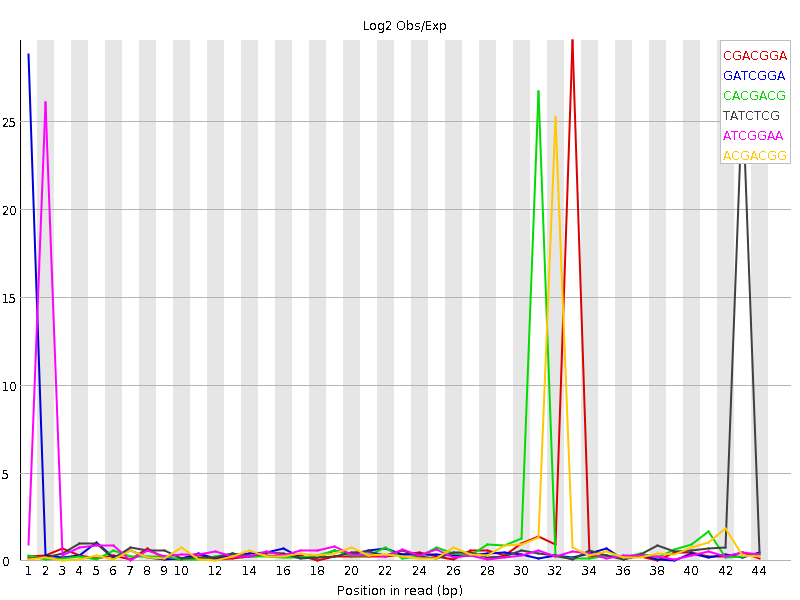 Log2 Obs/Exp
CGACGGA
GATCGGA
CACGACG
TATCTCG
ATCGGAA
ACGACGG
25
20
15
10
5
0
1 2 3 4 5 6 7 8 9 10 12 14 16 18 20 22 24 26 28 30 32 34 36 38 40 42 44
Position in read (bp)